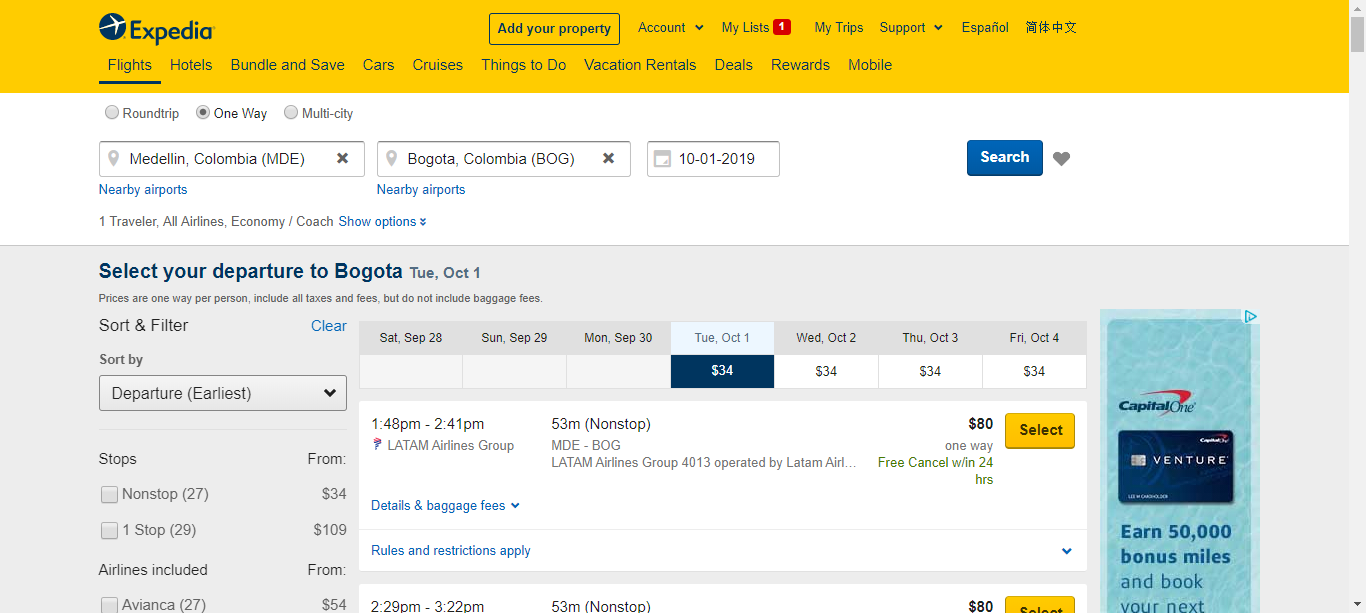 Expedia
Add your property
Account
My Lists 1
My Trips
Support
Español
简体中文
Flights
Hotels
Bundle and Save
Cars
Cruises
Things to Do
Vacation Rentals
Deals
Rewards
Mobile
Roundtrip
One Way
Multi-city
Medellin, Colombia (MDE)
Bogota, Colombia (BOG)
10-01-2019
Search
Nearby airports
Nearby airports
1 Traveler, All Airlines, Economy / Coach Show options
Select your departure to Bogota Tue, Oct 1
Prices are one way per person, include all taxes and fees, but do not include baggage fees.
Sort & Filter
Clear
Sort by
Departure (Earliest)
Stops
From:
Nonstop (27)
$34
1 Stop (29)
$109
Airlines included
From:
Avianca (27)
$54
Sat, Sep 28
Sun, Sep 29
Mon, Sep 30
Tue, Oct 1
Wed, Oct 2
Thu, Oct 3
Fri, Oct 4
$34
$34
$34
$34
1:48pm - 2:41pm
53m (Nonstop)
$80
Select
LATAM Airlines Group
MDE - BOG
one way
LATAM Airlines Group 4013 operated by Latam Airl...
Free Cancel w/in 24
hrs
Details & baggage fees
Rules and restrictions apply
2:29pm - 3:22pm
53m (Nonstop)
$80
Select
Capital One
Capital One
VENTURE
LEE M CARDHOLDER
Earn 50,000
bonus miles
and book
your next